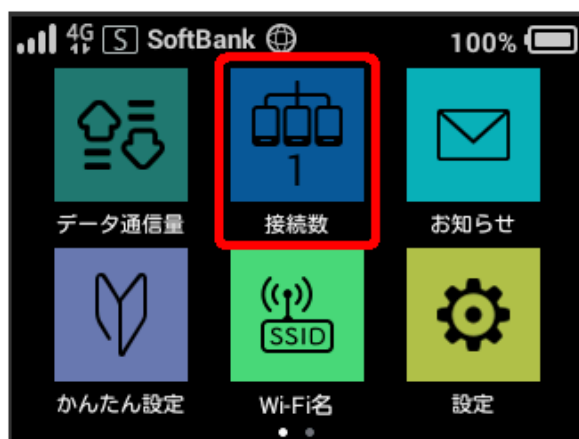 4G S SoftBank 100%
1
データ通信量 接続数 お知らせ
SSID
かんたん設定 Wi-Fi名 設定